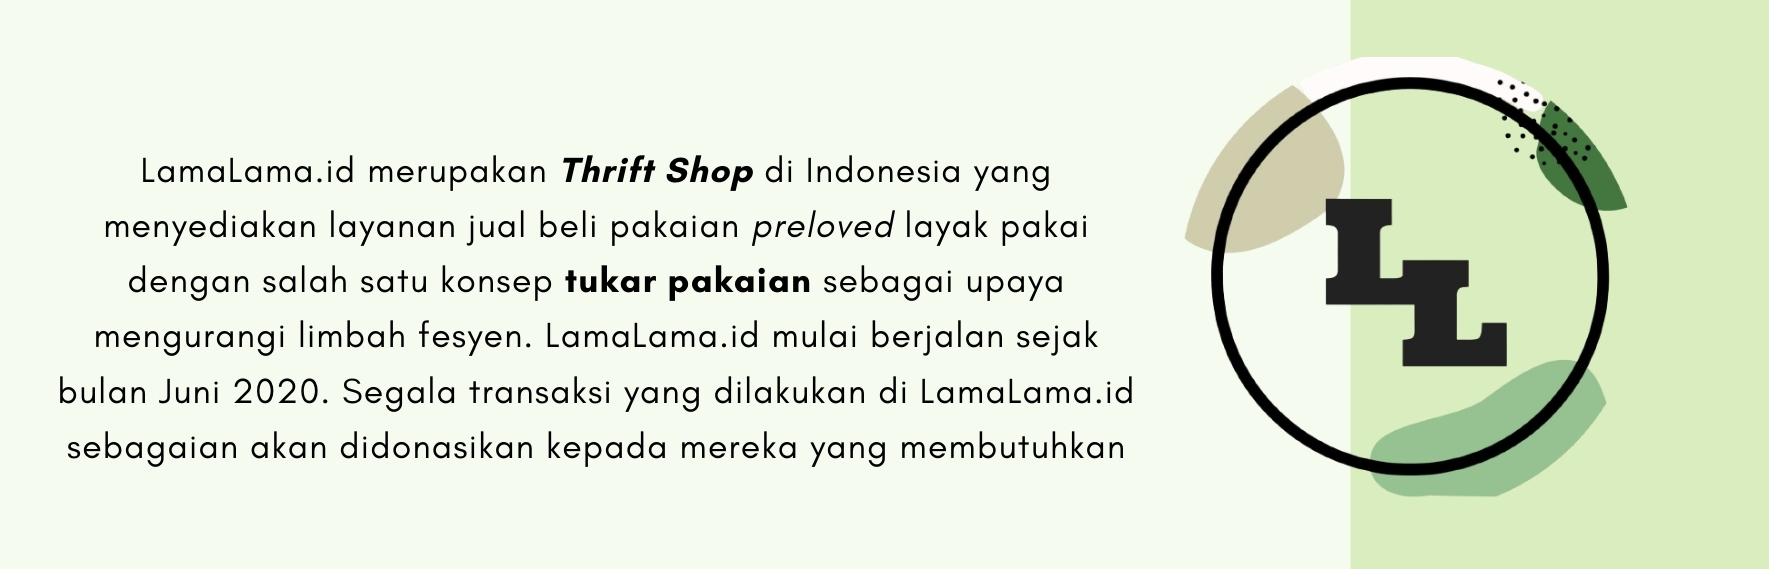 LamaLama.id merupakan Thrift Shop di Indonesia yang
menyediakan layanan jual beli pakaian preloved layak pakai
dengan salah satu konsep tukar pakaian sebagai upaya
mengurangi limbah fesyen. LamaLama.id mulai berjalan sejak
bulan Juni 2020. Segala transaksi yang dilakukan di LamaLama.id
sebagaian akan didonasikan kepada mereka yang membutuhkan
LL